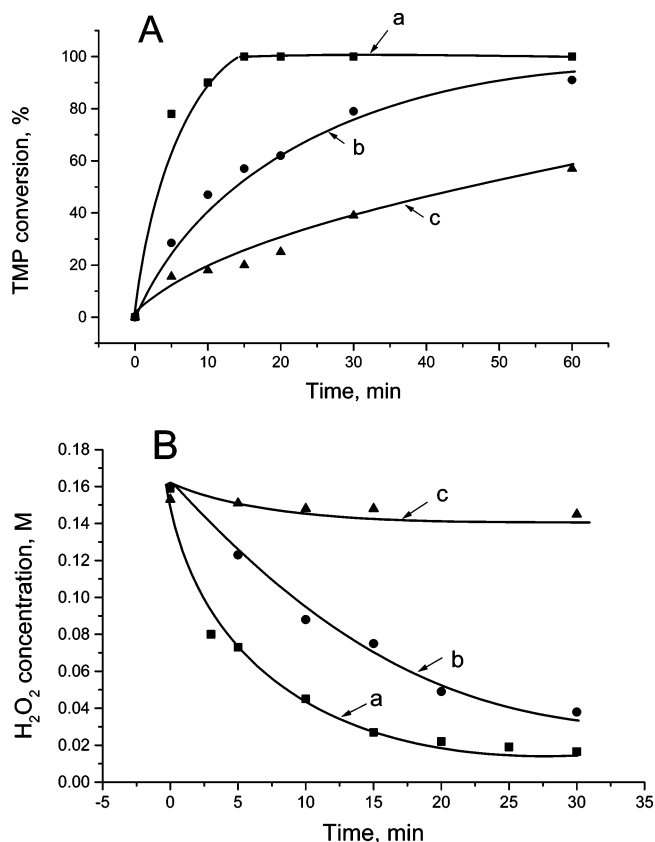 A
a
b
c
TMP conversion, %
100
80
60
40
20
0
0 10 20 30 40 50 60
Time, min
B
c
b
a
H₂O₂ concentration, M
0.18
0.16
0.14
0.12
0.10
0.08
0.06
0.04
0.02
0.00
-5 0 5 10 15 20 25 30 35
Time, min